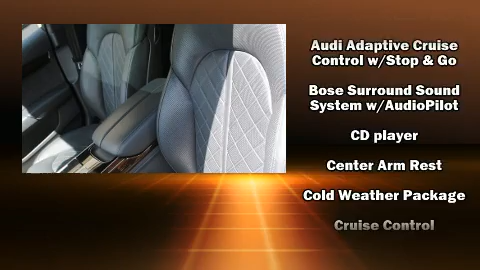 Audi Adaptive Cruise
Control w/Stop & Go
Bose Surround Sound
System w/AudioPilot
CD player
Center Arm Rest
Cold Weather Package
Cruise Control